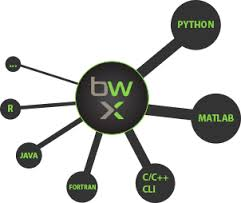 PYTHON
...
bw
x
R
MATLAB
JAVA
FORTRAN
C/C++
CLI